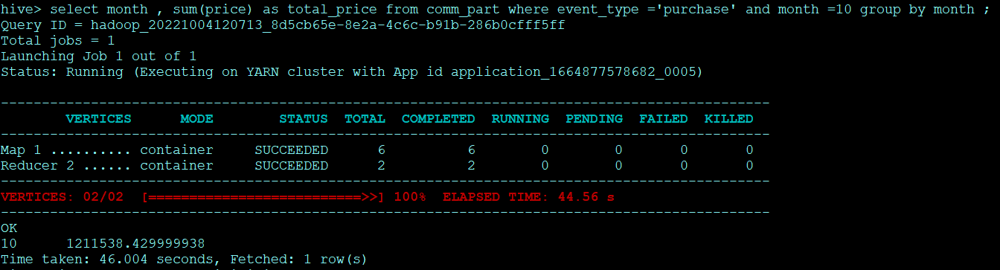 hive> select month , sum(price) as total_price from comm_part where event_type ='purchase' and month =10 group by month ;
Query ID = hadoop_20221004120713_8d5cb65e-8e2a-4c6c-b91b-286b0cfff5ff
Total jobs = 1
Launching Job 1 out of 1
Status: Running (Executing on YARN cluster with App id application_1664877578682_0005)
----------------------------------------------------------------------------------------------
VERTICES MODE STATUS TOTAL COMPLETED RUNNING PENDING FAILED KILLED
----------------------------------------------------------------------------------------------
Map 1 .......... container SUCCEEDED 6 6 0 0 0 0
Reducer 2 ...... container SUCCEEDED 2 2 0 0 0 0
----------------------------------------------------------------------------------------------
VERTICES: 02/02 [==========================>>] 100% ELAPSED TIME: 44.56 s
----------------------------------------------------------------------------------------------
OK
10 1211538.429999938
Time taken: 46.004 seconds, Fetched: 1 row(s)